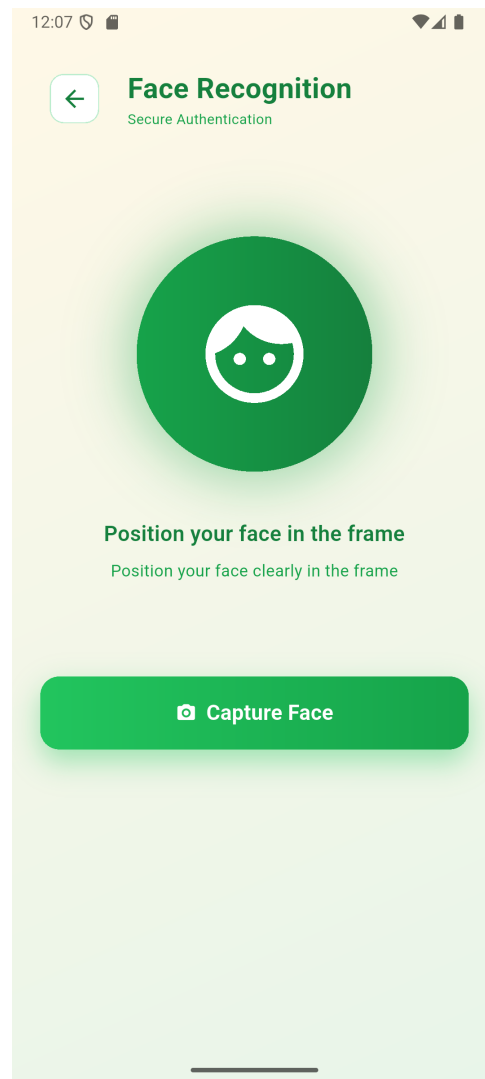 12:07
Face Recognition
Secure Authentication
Position your face in the frame
Position your face clearly in the frame
Capture Face